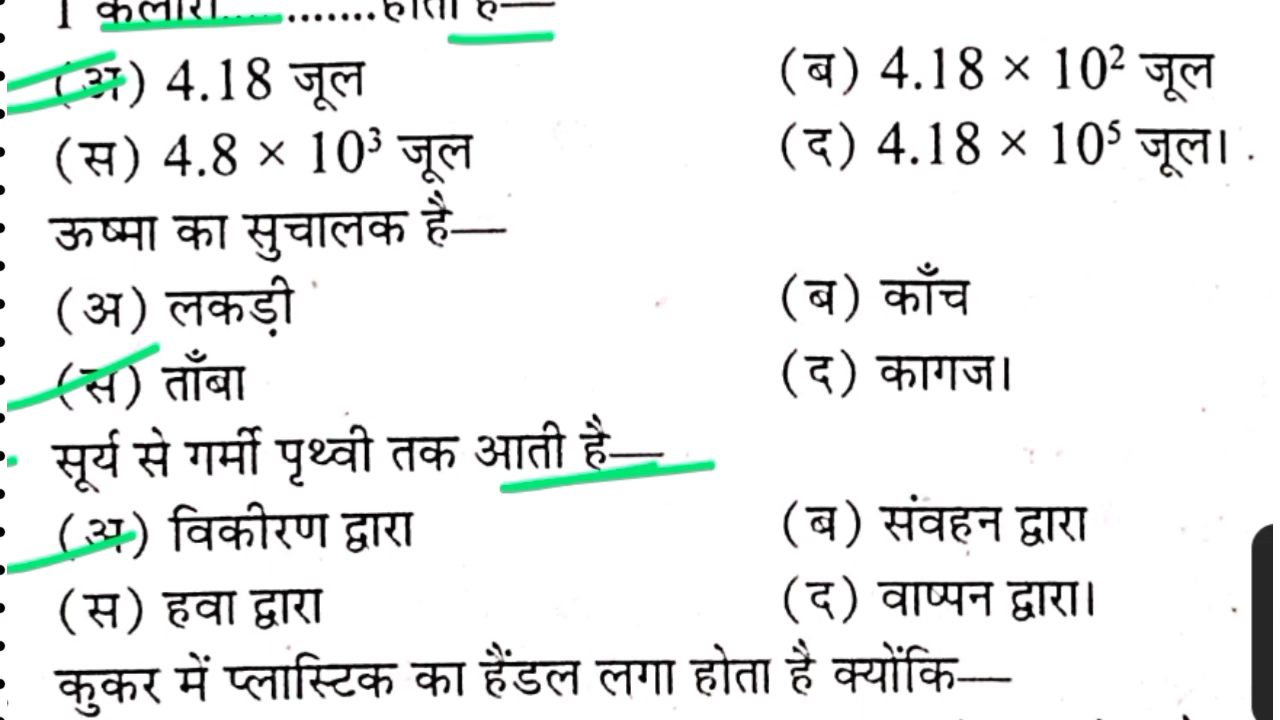 1 कैलोरी............होता है—
(अ) 4.18 जूल (ब) 4.18 × 10² जूल
(स) 4.8 × 10³ जूल (द) 4.18 × 10⁵ जूल।
ऊष्मा का सुचालक है—
(अ) लकड़ी (ब) काँच
(स) ताँबा (द) कागज।
सूर्य से गर्मी पृथ्वी तक आती है—
(अ) विकीरण द्वारा (ब) संवहन द्वारा
(स) हवा द्वारा (द) वाष्पन द्वारा।
कुकर में प्लास्टिक का हैंडल लगा होता है क्योंकि—